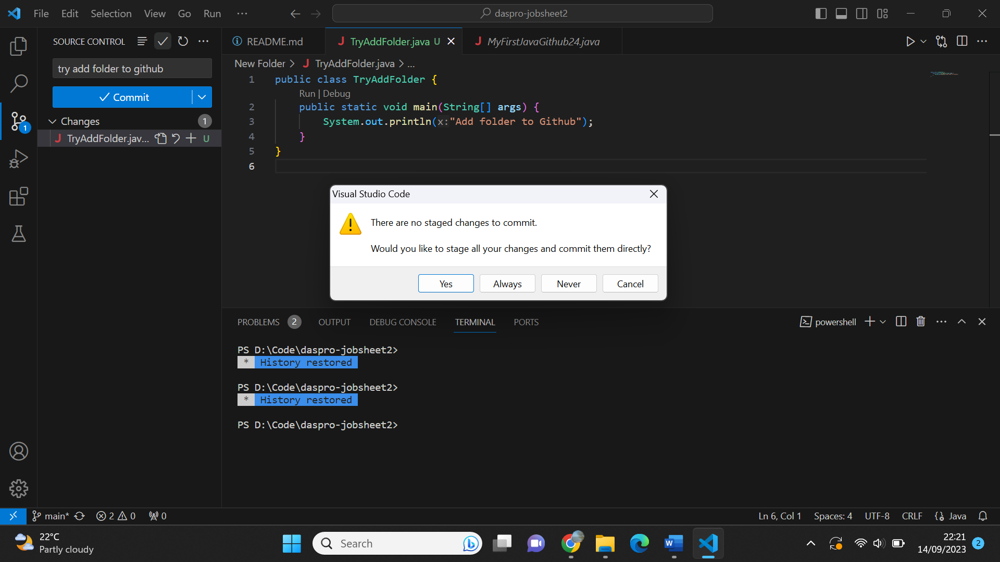 File Edit Selection View Go Run ...
daspro-jobsheet2
SOURCE CONTROL
try add folder to github
Commit
Changes 1
TryAddFolder.jav... U
1
README.md
TryAddFolder.java U
MyFirstJavaGithub24.java
New Folder > TryAddFolder.java > ...
1 public class TryAddFolder {
Run | Debug
2 public static void main(String[] args) {
3 System.out.println(x:"Add folder to Github");
4 }
5 }
6
Visual Studio Code
There are no staged changes to commit.
Would you like to stage all your changes and commit them directly?
Yes Always Never Cancel
PROBLEMS 2 OUTPUT DEBUG CONSOLE TERMINAL PORTS
powershell
PS D:\Code\daspro-jobsheet2>
* History restored
PS D:\Code\daspro-jobsheet2>
* History restored
PS D:\Code\daspro-jobsheet2>
main* 2 0 0
Ln 6, Col 1 Spaces: 4 UTF-8 CRLF Java
22°C
Partly cloudy
Search
22:21
14/09/2023
2